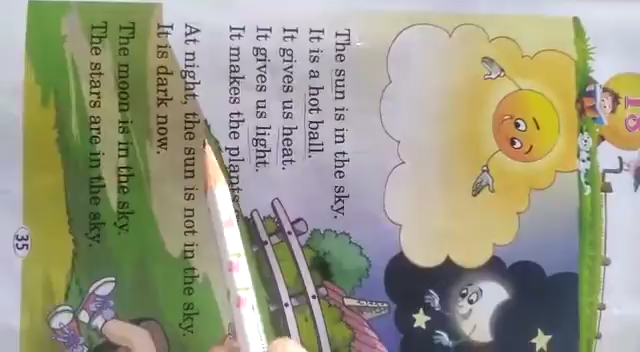 18
The sun is in the sky.
It is a hot ball.
It gives us heat.
It gives us light.
It makes the plants
At night, the sun is not in the sky.
It is dark now.
The moon is in the sky.
The stars are in the sky.
35